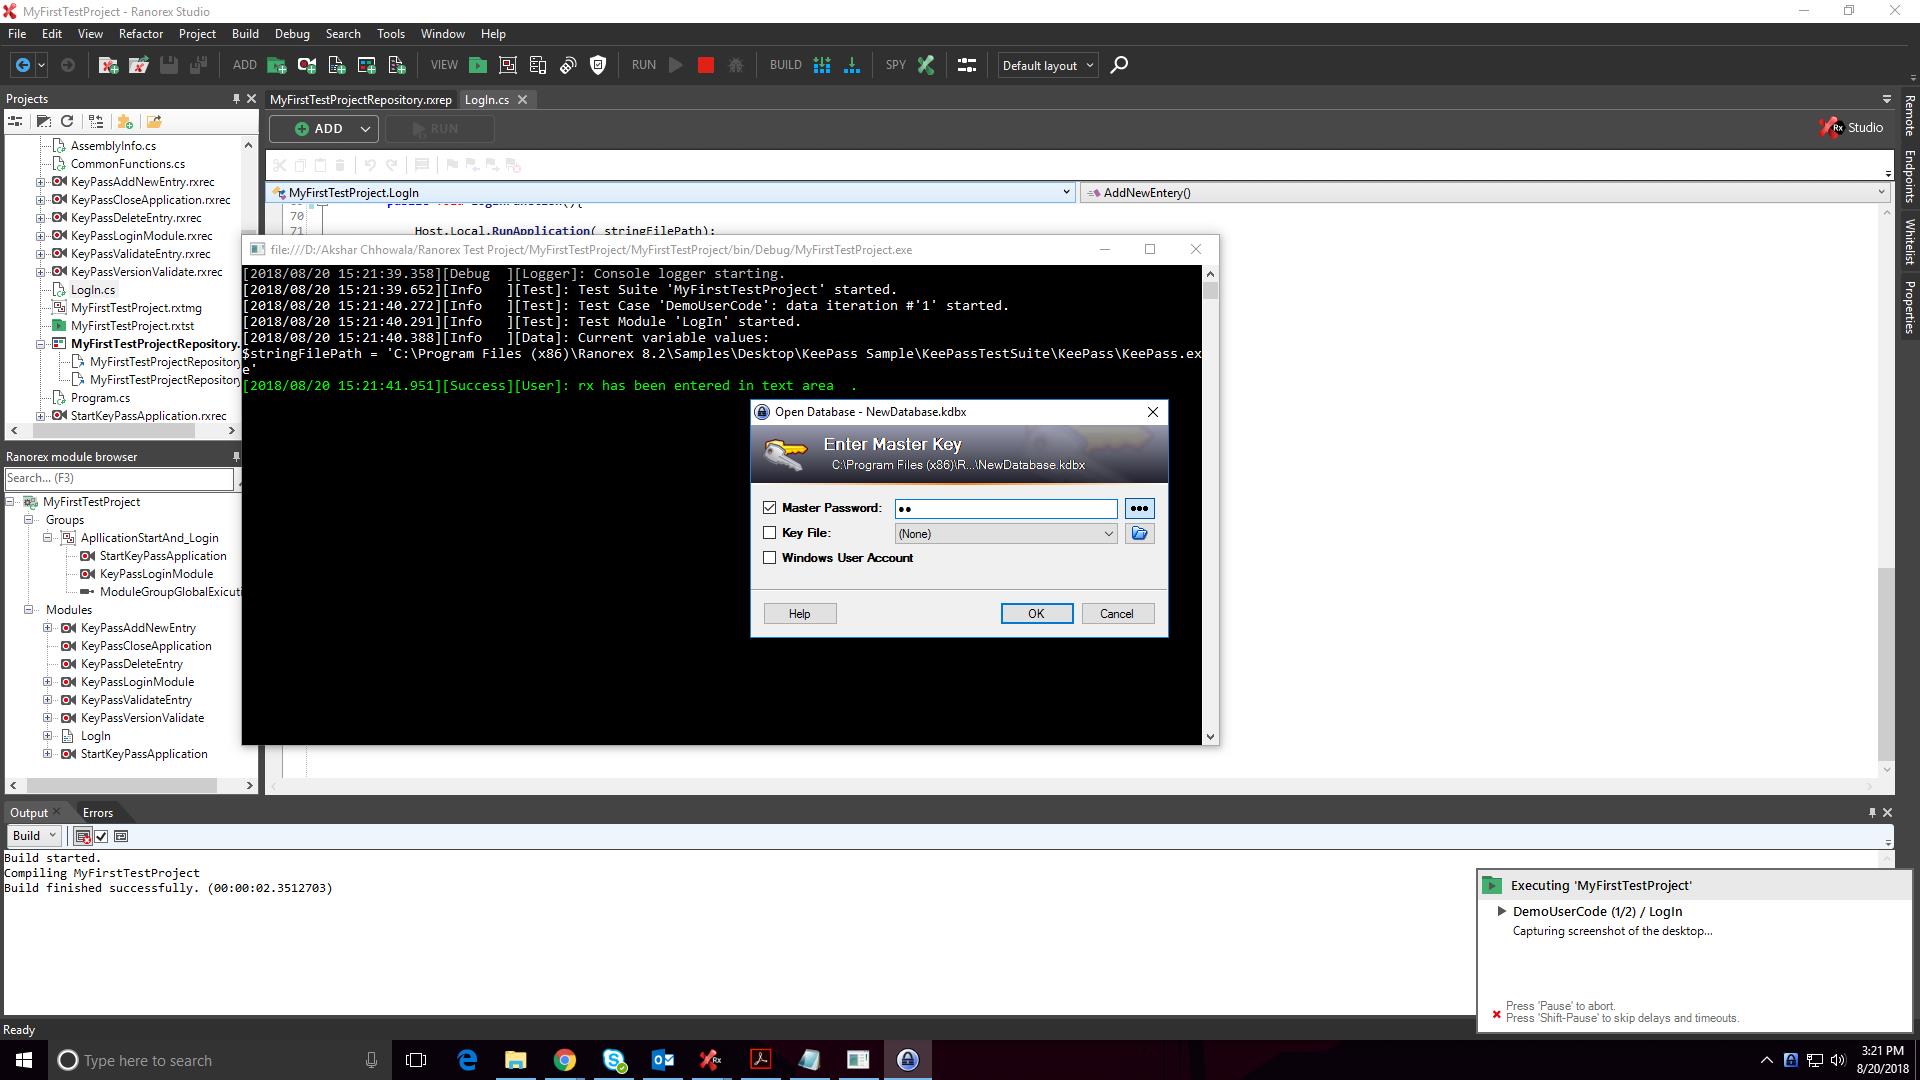 MyFirstTestProject - Ranorex Studio
File Edit View Refactor Project Build Debug Search Tools Window Help
ADD VIEW RUN BUILD SPY Default layout
Projects
MyFirstTestProjectRepository.rxrep LogIn.cs
ADD RUN
Studio
Remote Endpoints
Whitelist
Properties
AssemblyInfo.cs
CommonFunctions.cs
KeyPassAddNewEntry.rxrec
KeyPassCloseApplication.rxrec
KeyPassDeleteEntry.rxrec
KeyPassLoginModule.rxrec
KeyPassValidateEntry.rxrec
KeyPassVersionValidate.rxrec
LogIn.cs
MyFirstTestProject.rxtmg
MyFirstTestProject.rxtst
MyFirstTestProjectRepository.
MyFirstTestProjectRepository
MyFirstTestProjectRepository
Program.cs
StartKeyPassApplication.rxrec
MyFirstTestProject.LogIn AddNewEntery()
70
71 Host.Local.RunApplication( stringFilePath);
file:///D:/Akshar Chhowala/Ranorex Test Project/MyFirstTestProject/MyFirstTestProject/bin/Debug/MyFirstTestProject.exe
[2018/08/20 15:21:39.358][Debug ][Logger]: Console logger starting.
[2018/08/20 15:21:39.652][Info ][Test]: Test Suite 'MyFirstTestProject' started.
[2018/08/20 15:21:40.272][Info ][Test]: Test Case 'DemoUserCode': data iteration #'1' started.
[2018/08/20 15:21:40.291][Info ][Test]: Test Module 'LogIn' started.
[2018/08/20 15:21:40.388][Info ][Data]: Current variable values:
$stringFilePath = 'C:\Program Files (x86)\Ranorex 8.2\Samples\Desktop\KeePass Sample\KeePassTestSuite\KeePass\KeePass.ex
e'
[2018/08/20 15:21:41.951][Success][User]: rx has been entered in text area .
Open Database - NewDatabase.kdbx
Enter Master Key
C:\Program Files (x86)\R...\NewDatabase.kdbx
Master Password: ●●
Key File: (None)
Windows User Account
Help OK Cancel
Ranorex module browser
Search... (F3)
MyFirstTestProject
Groups
ApllicationStartAnd_Login
StartKeyPassApplication
KeyPassLoginModule
ModuleGroupGlobalExicuti
Modules
KeyPassAddNewEntry
KeyPassCloseApplication
KeyPassDeleteEntry
KeyPassLoginModule
KeyPassValidateEntry
KeyPassVersionValidate
LogIn
StartKeyPassApplication
Output Errors
Build
Build started.
Compiling MyFirstTestProject
Build finished successfully. (00:00:02.3512703)
Executing 'MyFirstTestProject'
DemoUserCode (1/2) / LogIn
Capturing screenshot of the desktop...
Press 'Pause' to abort.
Press 'Shift-Pause' to skip delays and timeouts.
Ready
Type here to search
3:21 PM
8/20/2018